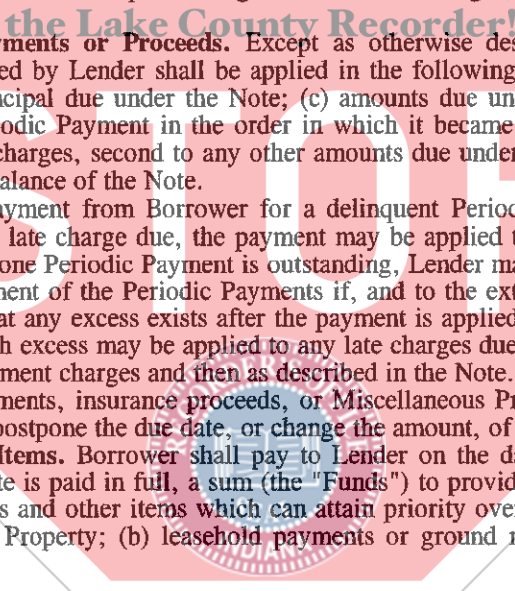 the Lake County Recorder!
yments or Proceeds. Except as otherwise des
ed by Lender shall be applied in the following
ncipal due under the Note; (c) amounts due un
odic Payment in the order in which it became
charges, second to any other amounts due under
alance of the Note.
ayment from Borrower for a delinquent Period
late charge due, the payment may be applied t
one Periodic Payment is outstanding, Lender ma
ment of the Periodic Payments if, and to the ext
at any excess exists after the payment is applied
h excess may be applied to any late charges due
yment charges and then as described in the Note.
ments, insurance proceeds, or Miscellaneous Pr
postpone the due date, or change the amount, of
Items. Borrower shall pay to Lender on the d
te is paid in full, a sum (the "Funds") to provid
s and other items which can attain priority over
Property; (b) leasehold payments or ground r
STOP
INDIANA